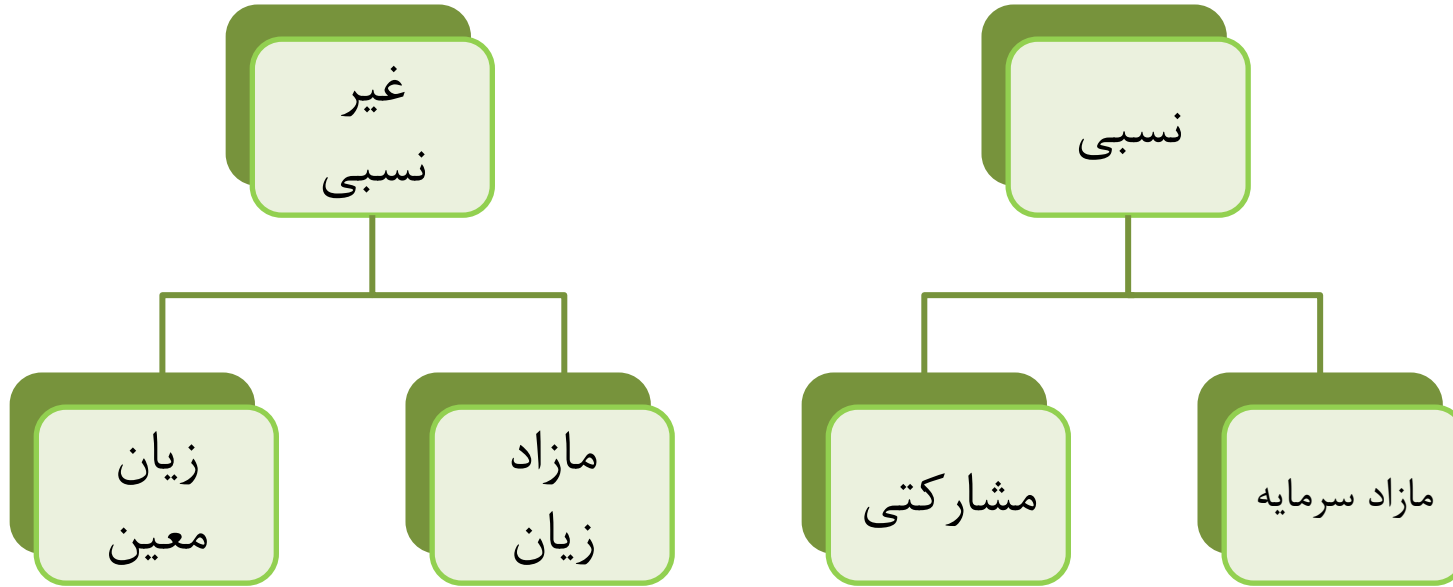 نسبی
مازاد سرمایه
مشارکتی
غیر
نسبی
مازاد
زیان
زیان
معین